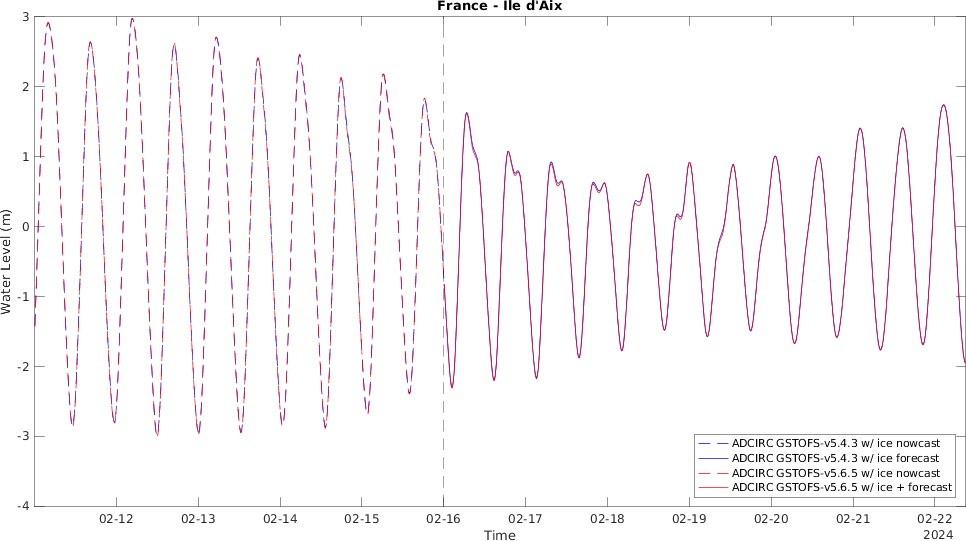 France - Ile d'Aix
3
2
1
0
-1
-2
-3
-4
Water Level (m)
02-12 02-13 02-14 02-15 02-16 02-17 02-18 02-19 02-20 02-21 02-22
2024
Time
ADCIRC GSTOFS-v5.4.3 w/ ice nowcast
ADCIRC GSTOFS-v5.4.3 w/ ice forecast
ADCIRC GSTOFS-v5.6.5 w/ ice nowcast
ADCIRC GSTOFS-v5.6.5 w/ ice + forecast